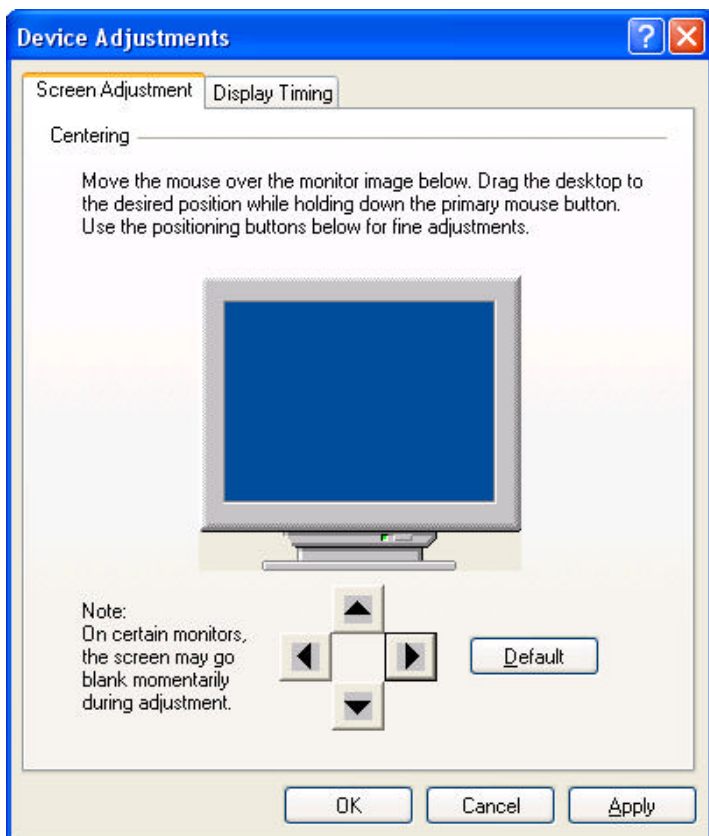 Device Adjustments
Screen Adjustment
Display Timing
Centering
Move the mouse over the monitor image below. Drag the desktop to
the desired position while holding down the primary mouse button.
Use the positioning buttons below for fine adjustments.
Note:
On certain monitors,
the screen may go
blank momentarily
during adjustment.
Default
OK
Cancel
Apply